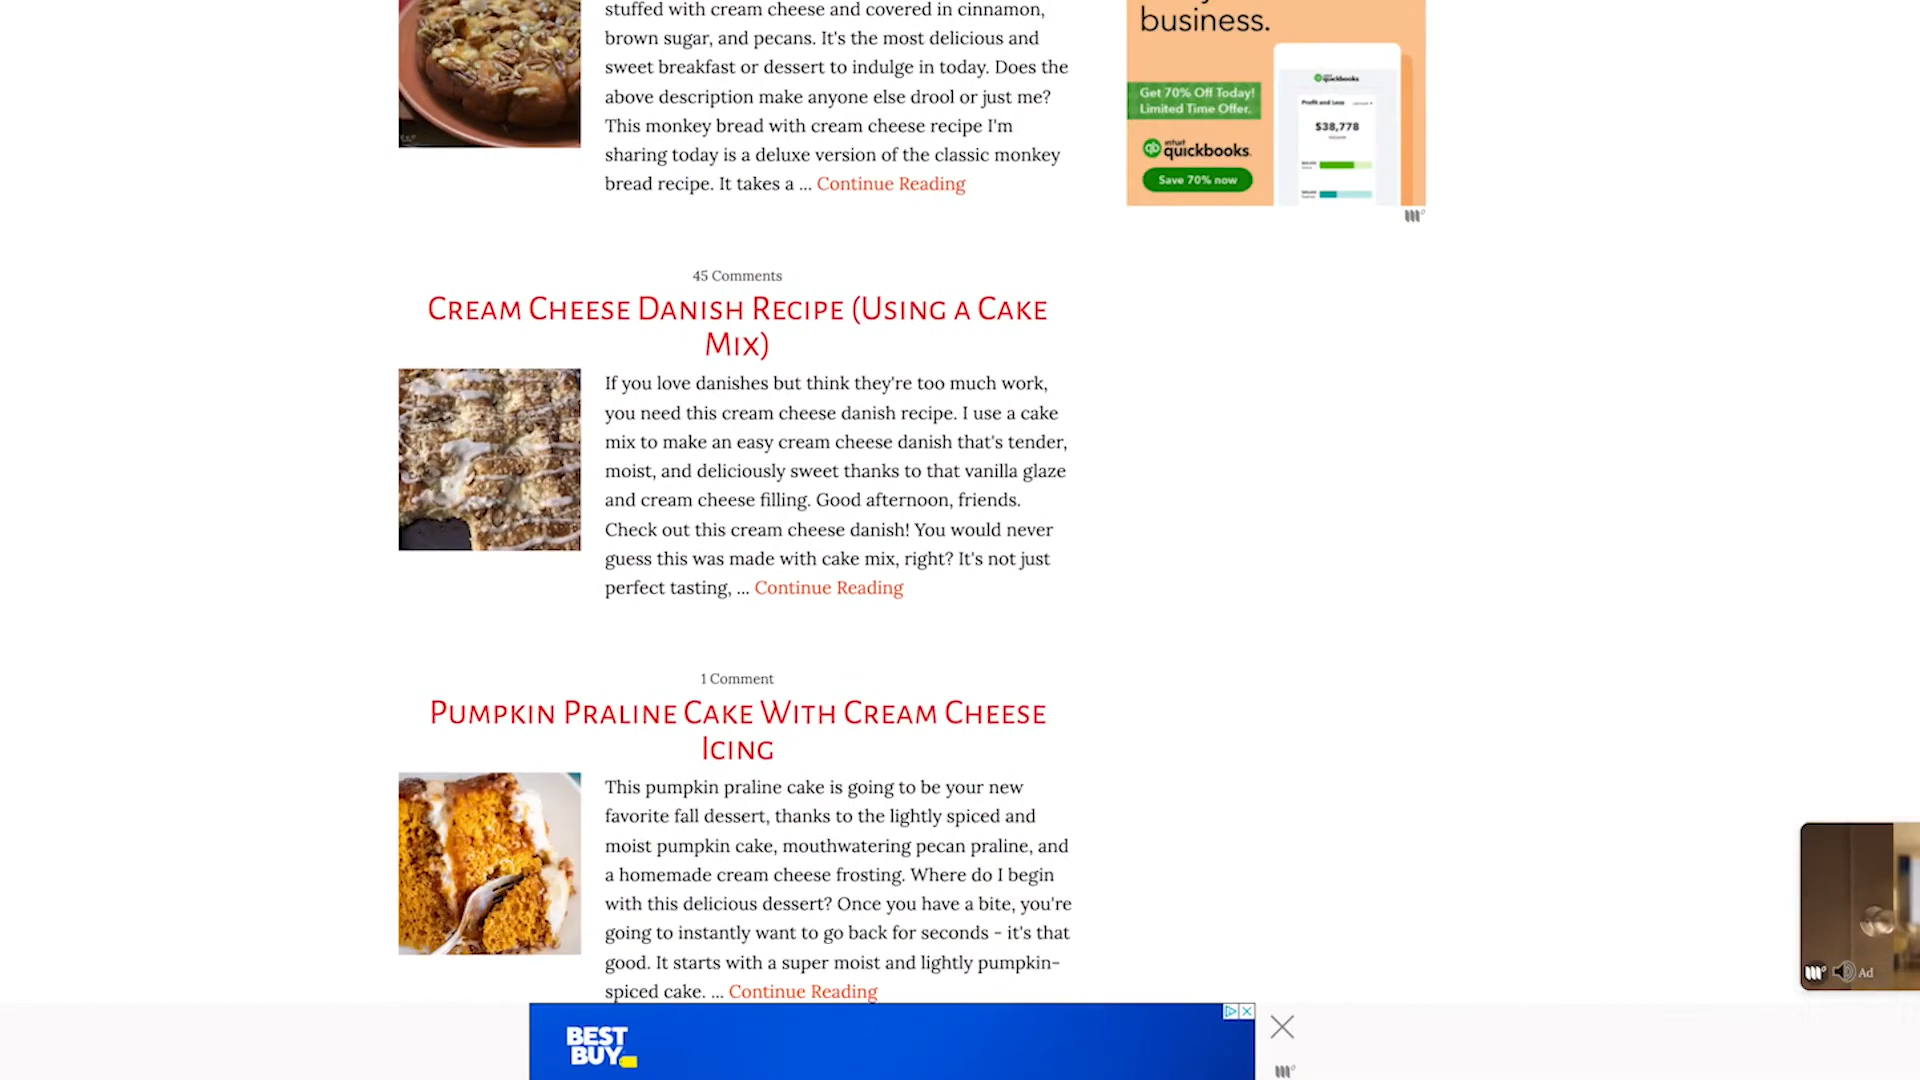 stuffed with cream cheese and covered in cinnamon,
brown sugar, and pecans. It's the most delicious and
sweet breakfast or dessert to indulge in today. Does the
above description make anyone else drool or just me?
This monkey bread with cream cheese recipe I'm
sharing today is a deluxe version of the classic monkey
bread recipe. It takes a ... Continue Reading
business.
Get 70% Off Today!
Limited Time Offer.
intuit
quickbooks.
Save 70% now
quickbooks
Profit and Loss
$38,778
45 Comments
Cream Cheese Danish Recipe (Using a Cake
Mix)
If you love danishes but think they're too much work,
you need this cream cheese danish recipe. I use a cake
mix to make an easy cream cheese danish that's tender,
moist, and deliciously sweet thanks to that vanilla glaze
and cream cheese filling. Good afternoon, friends.
Check out this cream cheese danish! You would never
guess this was made with cake mix, right? It's not just
perfect tasting, ... Continue Reading
1 Comment
Pumpkin Praline Cake With Cream Cheese
Icing
This pumpkin praline cake is going to be your new
favorite fall dessert, thanks to the lightly spiced and
moist pumpkin cake, mouthwatering pecan praline, and
a homemade cream cheese frosting. Where do I begin
with this delicious dessert? Once you have a bite, you're
going to instantly want to go back for seconds - it's that
good. It starts with a super moist and lightly pumpkin-
spiced cake. ... Continue Reading
Ad
BEST
BUY